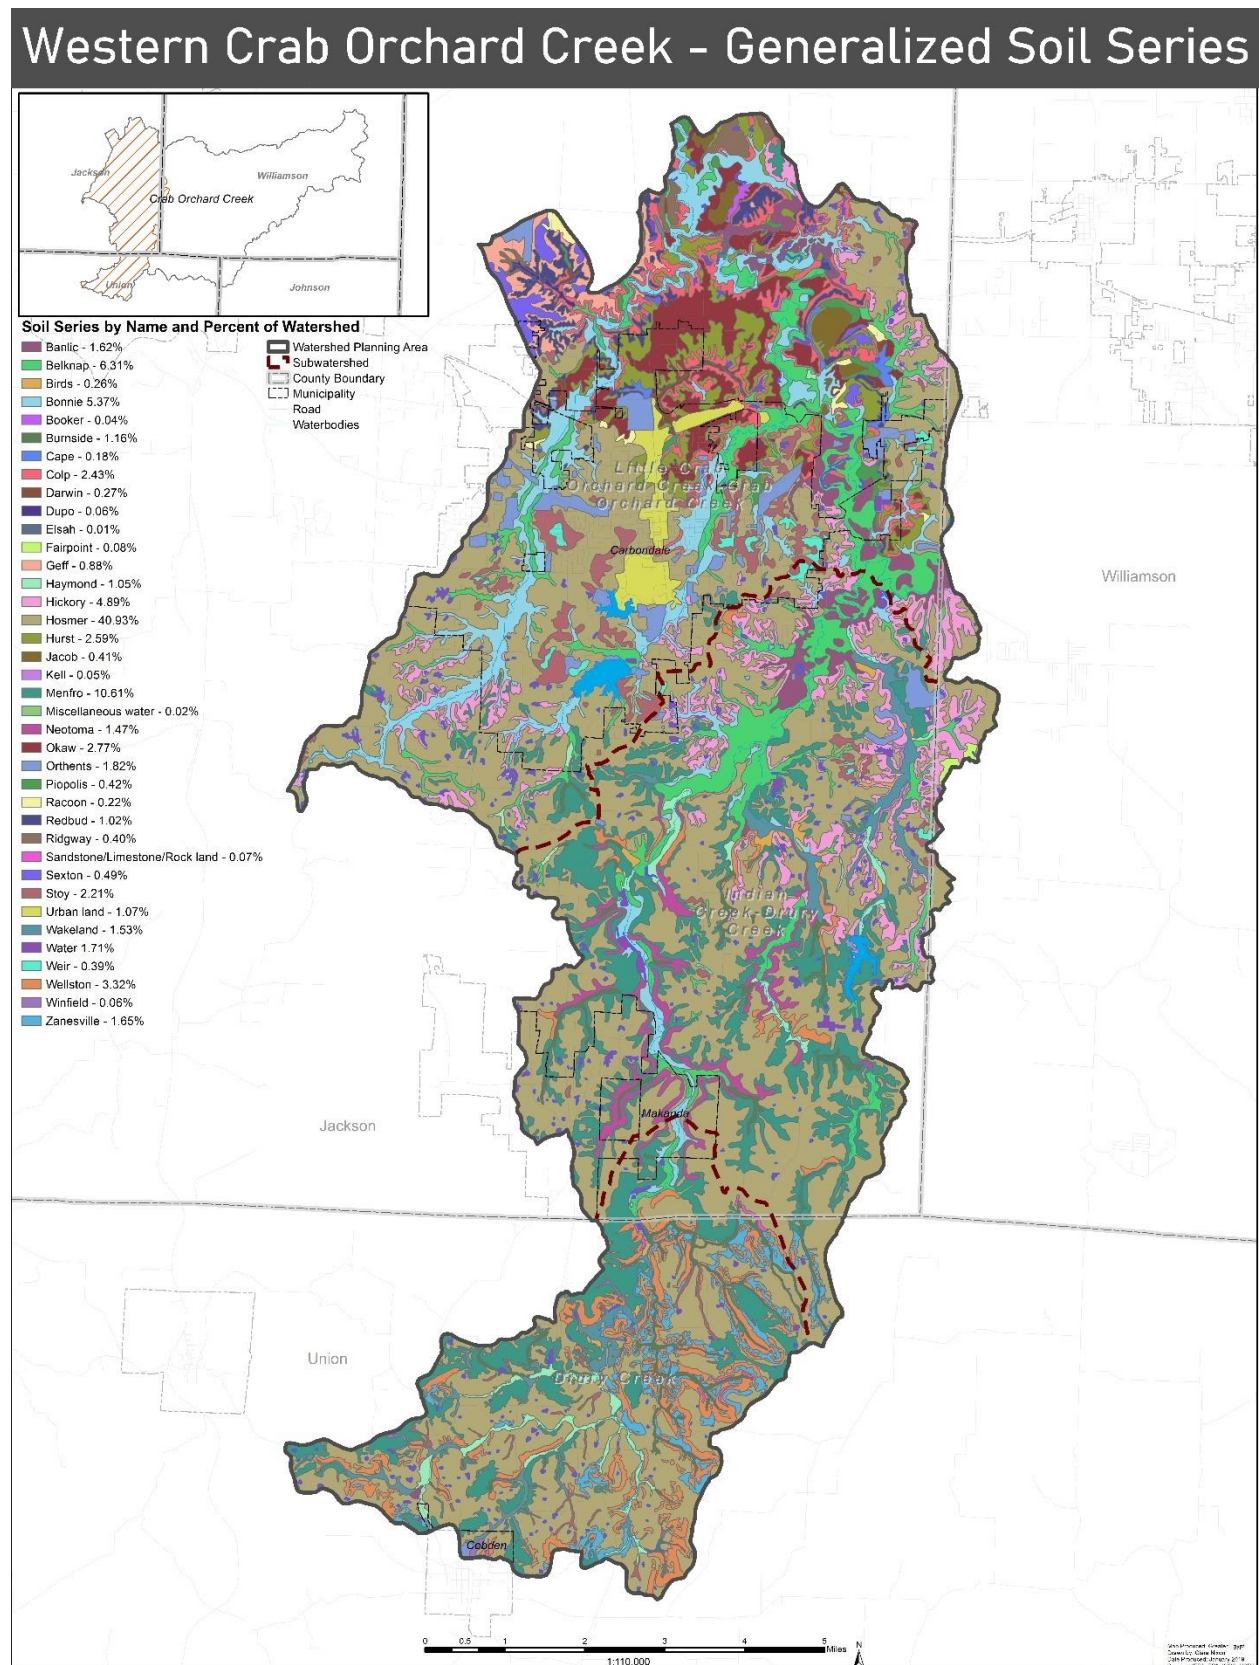 Western Crab Orchard Creek - Generalized Soil Series
Jackson
Williamson
Crab Orchard Creek
Union
Johnson
Soil Series by Name and Percent of Watershed
Banlic - 1.62%
Belknap - 6.31%
Birds - 0.26%
Bonnie 5.37%
Booker - 0.04%
Burnside - 1.16%
Cape - 0.18%
Colp - 2.43%
Darwin - 0.27%
Dupo - 0.06%
Elsah - 0.01%
Fairpoint - 0.08%
Geff - 0.88%
Haymond - 1.05%
Hickory - 4.89%
Hosmer - 40.93%
Hurst - 2.59%
Jacob - 0.41%
Kell - 0.05%
Menfro - 10.61%
Miscellaneous water - 0.02%
Neotoma - 1.47%
Okaw - 2.77%
Orthents - 1.82%
Piopolis - 0.42%
Racoon - 0.22%
Redbud - 1.02%
Ridgway - 0.40%
Sandstone/Limestone/Rock land - 0.07%
Sexton - 0.49%
Stoy - 2.21%
Urban land - 1.07%
Wakeland - 1.53%
Water 1.71%
Weir - 0.39%
Wellston - 3.32%
Winfield - 0.06%
Zanesville - 1.65%
Watershed Planning Area
Subwatershed
County Boundary
Municipality
Road
Waterbodies
Little Crab
Orchard Creek-Crab
Orchard Creek
Carbondale
Williamson
Indian
Creek-Drury
Creek
Makanda
Jackson
Union
Drury Creek
Cobden
0 0.5 1 2 3 4 5
Miles
1:110,000
N